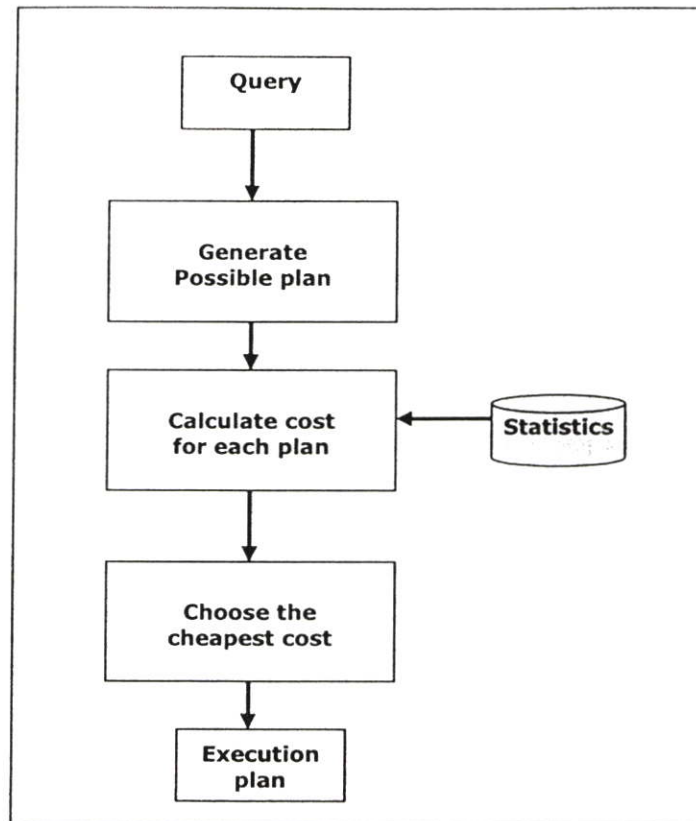 Query
Generate
Possible plan
Calculate cost
for each plan
Statistics
Choose the
cheapest cost
Execution
plan